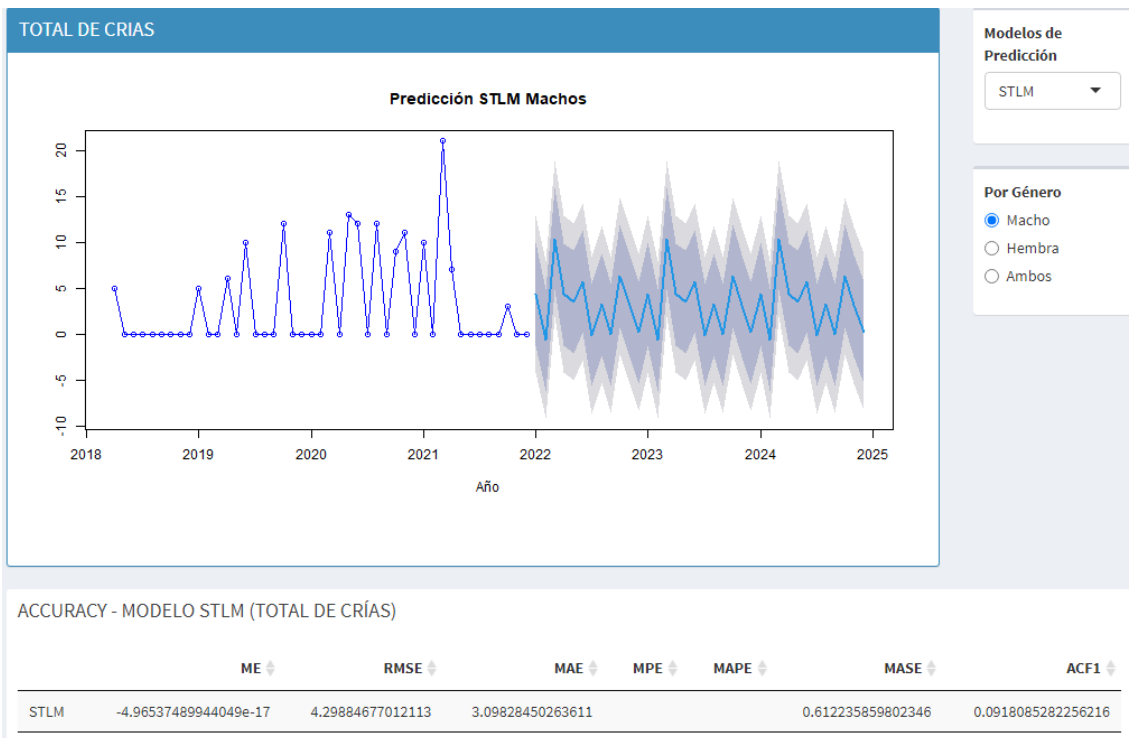 TOTAL DE CRIAS
Predicción STLM Machos
20
15
10
5
0
-5
-10
2018 2019 2020 2021 2022 2023 2024 2025
Año
Modelos de
Predicción
STLM
Por Género
Macho
Hembra
Ambos
ACCURACY - MODELO STLM (TOTAL DE CRÍAS)
ME RMSE MAE MPE MAPE MASE ACF1
STLM -4.96537489944049e-17 4.29884677012113 3.09828450263611 0.612235859802346 0.0918085282256216